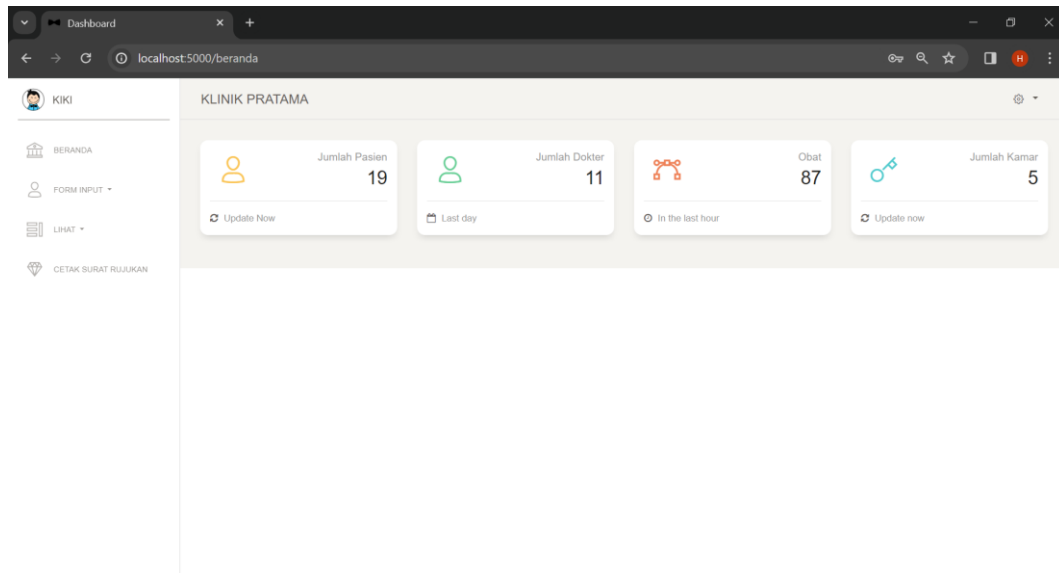 Dashboard
localhost:5000/beranda
H
KIKI
KLINIK PRATAMA
BERANDA
FORM INPUT
LIHAT
CETAK SURAT RUJUKAN
Jumlah Pasien
19
Update Now
Jumlah Dokter
11
Last day
Obat
87
In the last hour
Jumlah Kamar
5
Update now